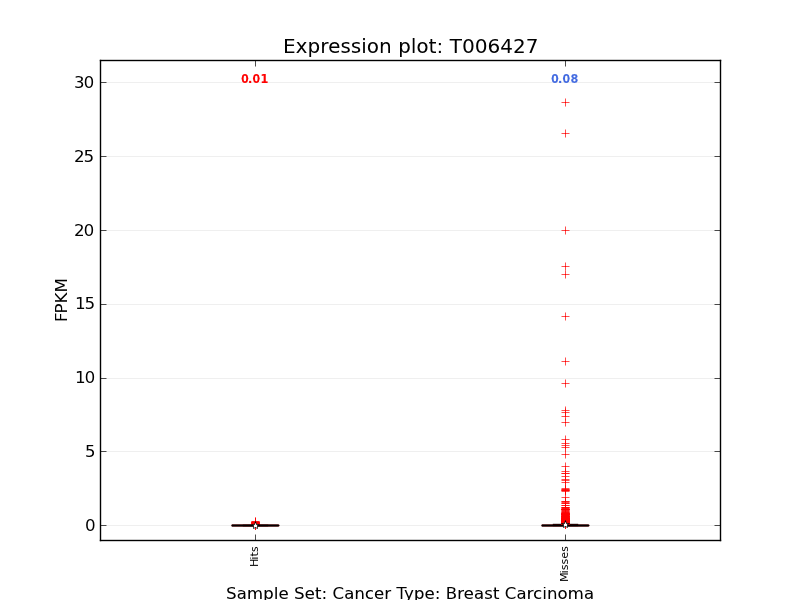 Expression plot: T006427
0.01
0.08
30
25
20
15
10
5
0
FPKM
Hits
Misses
Sample Set: Cancer Type: Breast Carcinoma